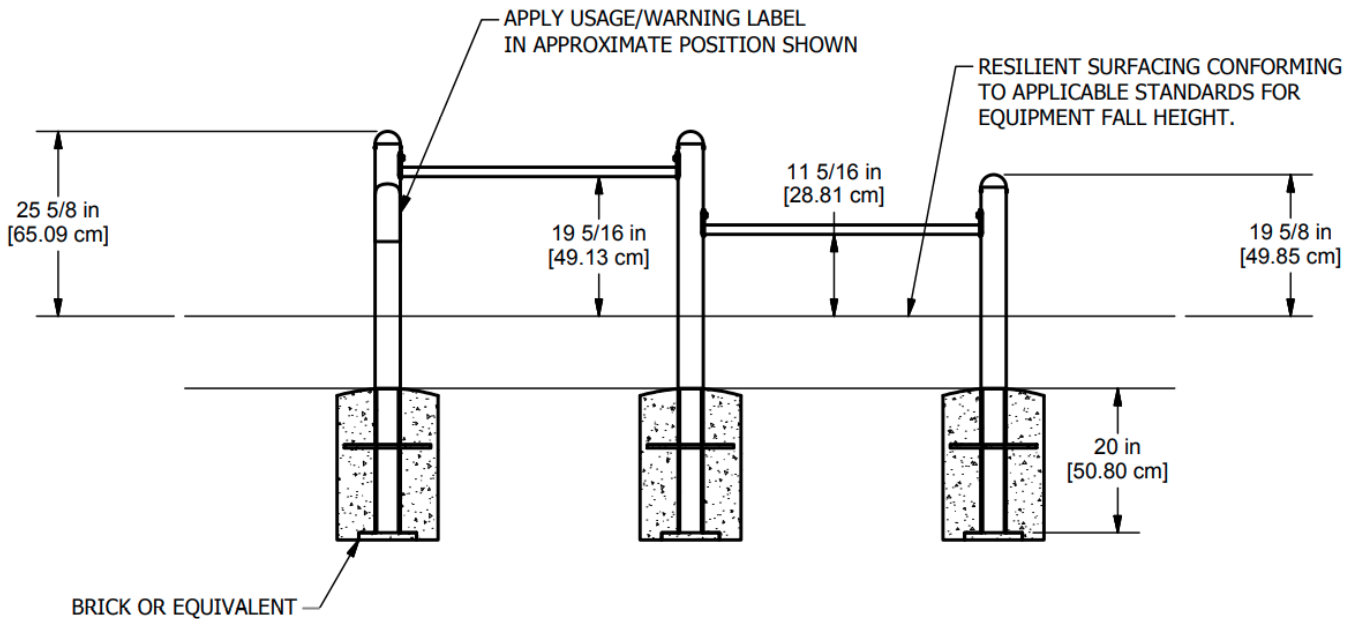 APPLY USAGE/WARNING LABEL
IN APPROXIMATE POSITION SHOWN
RESILIENT SURFACING CONFORMING
TO APPLICABLE STANDARDS FOR
EQUIPMENT FALL HEIGHT.
25 5/8 in
[65.09 cm]
19 5/16 in
[49.13 cm]
11 5/16 in
[28.81 cm]
19 5/8 in
[49.85 cm]
20 in
[50.80 cm]
BRICK OR EQUIVALENT